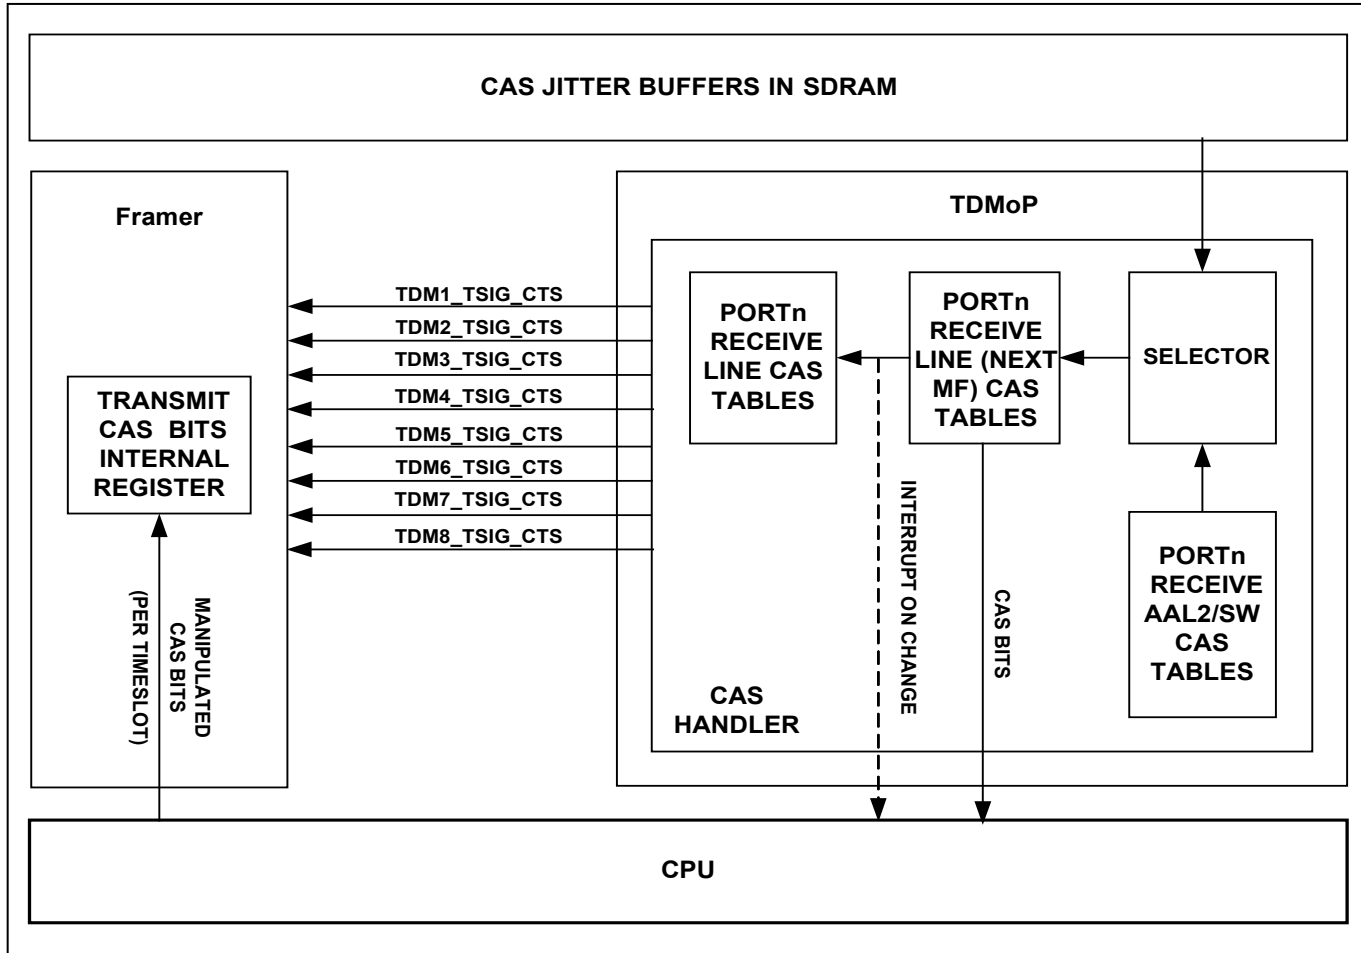 CAS JITTER BUFFERS IN SDRAM
Framer
TRANSMIT
CAS BITS
INTERNAL
REGISTER
MANIPULATED
CAS BITS
(PER TIMESLOT)
TDM1_TSIG_CTS
TDM2_TSIG_CTS
TDM3_TSIG_CTS
TDM4_TSIG_CTS
TDM5_TSIG_CTS
TDM6_TSIG_CTS
TDM7_TSIG_CTS
TDM8_TSIG_CTS
TDMoP
PORTn
RECEIVE
LINE CAS
TABLES
PORTn
RECEIVE
LINE (NEXT
MF) CAS
TABLES
SELECTOR
PORTn
RECEIVE
AAL2/SW
CAS
TABLES
INTERRUPT ON CHANGE
CAS BITS
CAS
HANDLER
CPU